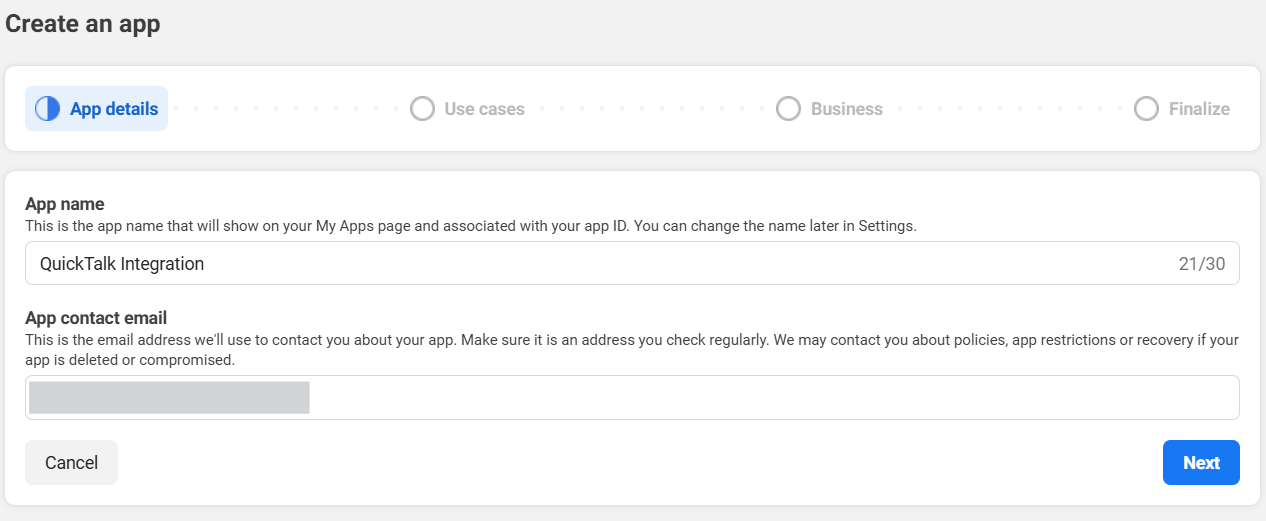 Create an app
App details
Use cases
Business
Finalize
App name
This is the app name that will show on your My Apps page and associated with your app ID. You can change the name later in Settings.
QuickTalk Integration
21/30
App contact email
This is the email address we'll use to contact you about your app. Make sure it is an address you check regularly. We may contact you about policies, app restrictions or recovery if your
app is deleted or compromised.
Cancel
Next